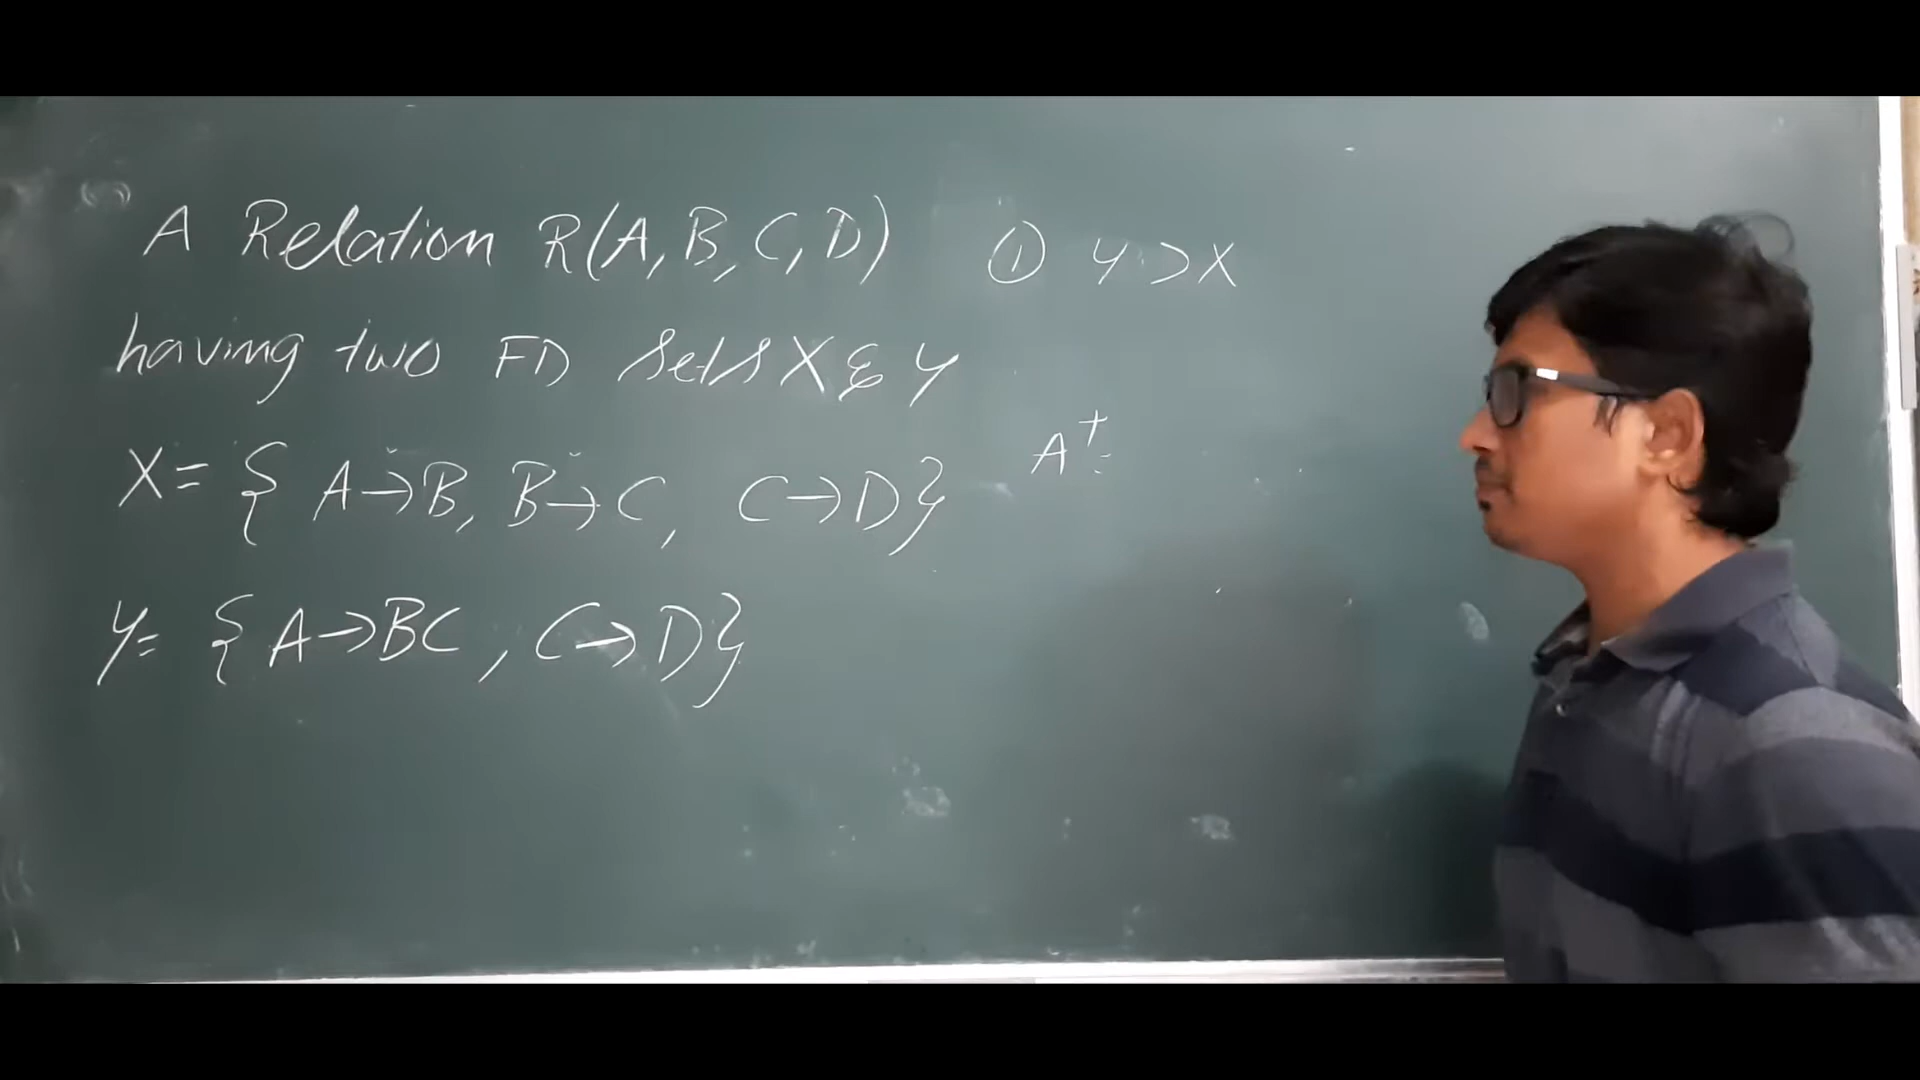 A Relation R(A, B, C, D)
having two FD sets X & Y
X = { A → B, B → C, C → D}
Y = { A → BC, C → D}
① Y ⊃ X
A⁺ =